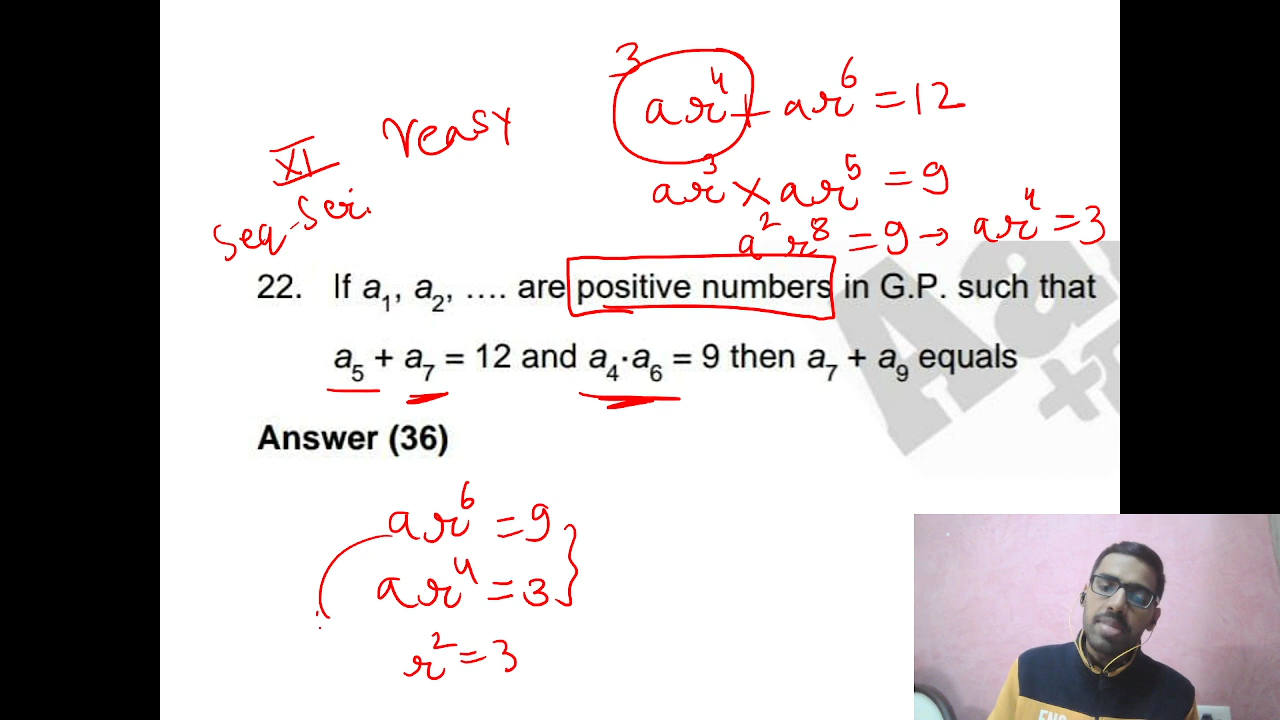 3
ar⁴ + ar⁶ = 12
XI
Veasy
Seq-Ser.
ar³ × ar⁵ = 9
a²r⁸ = 9 → ar⁴ = 3
22. If a₁, a₂, .... are positive numbers in G.P. such that
a₅ + a₇ = 12 and a₄·a₆ = 9 then a₇ + a₉ equals
Answer (36)
ar⁶ = 9
ar⁴ = 3
r² = 3